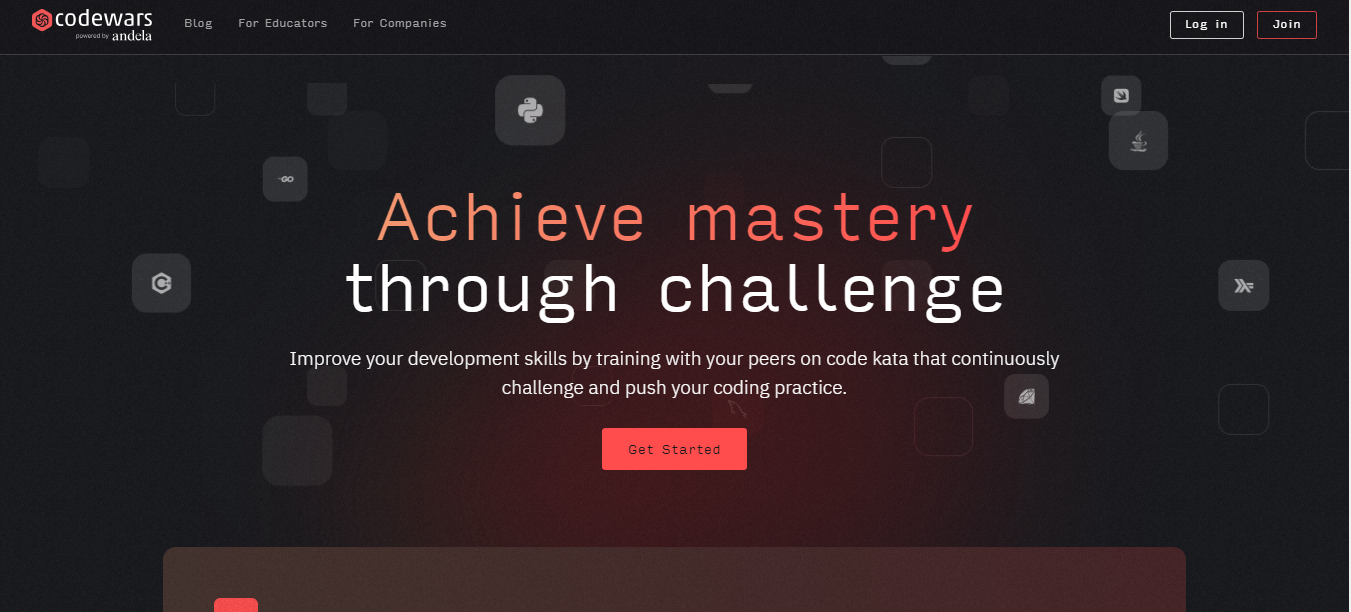 codewars
powered by andela
Blog
For Educators
For Companies
Log in
Join
GO
Achieve mastery
through challenge
Improve your development skills by training with your peers on code kata that continuously
challenge and push your coding practice.
Get Started